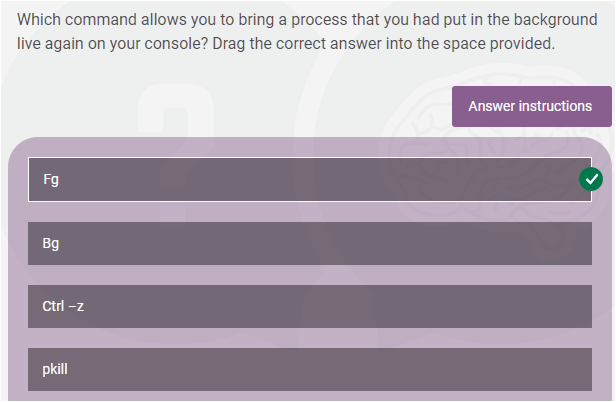 Which command allows you to bring a process that you had put in the background
live again on your console? Drag the correct answer into the space provided.
Answer instructions
Fg
Bg
Ctrl –z
pkill